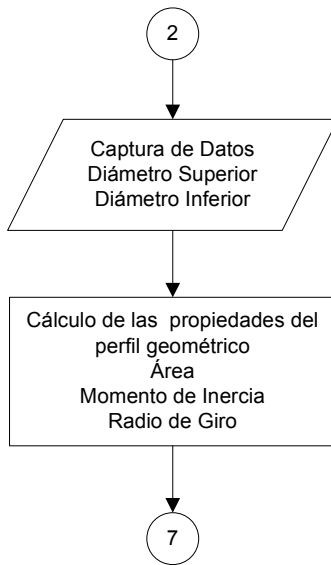 2
Captura de Datos
Diámetro Superior
Diámetro Inferior
Cálculo de las  propiedades del
perfil geométrico
Área
Momento de Inercia
Radio de Giro
7